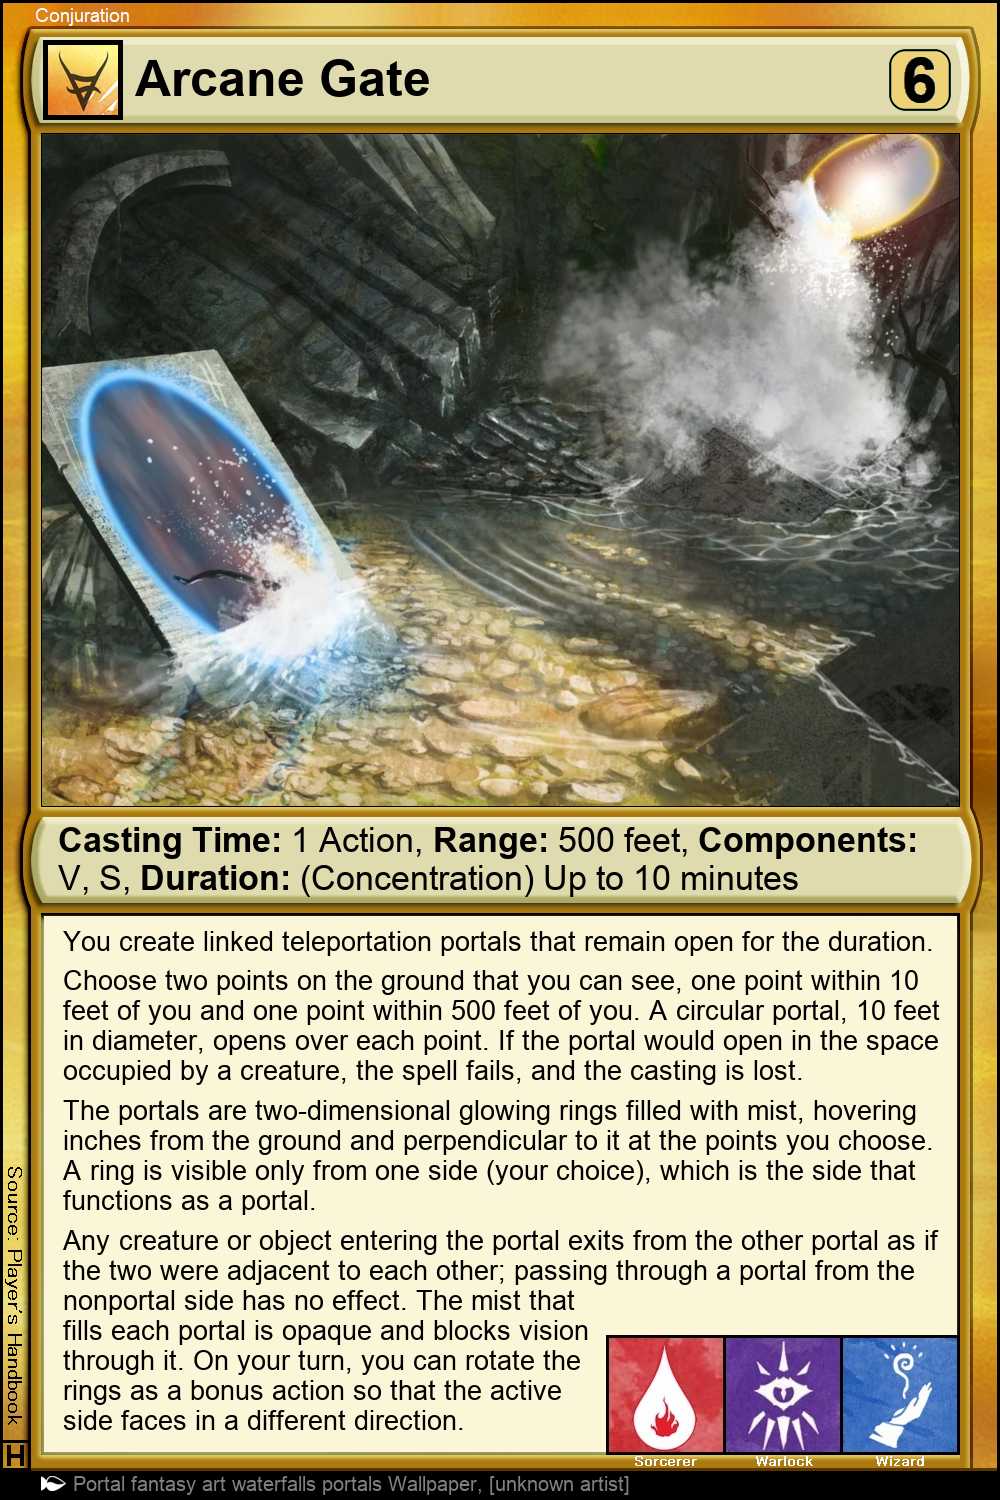 Conjuration
Arcane Gate
6
Casting Time: 1 Action, Range: 500 feet, Components:
V, S, Duration: (Concentration) Up to 10 minutes
You create linked teleportation portals that remain open for the duration.
Choose two points on the ground that you can see, one point within 10
feet of you and one point within 500 feet of you. A circular portal, 10 feet
in diameter, opens over each point. If the portal would open in the space
occupied by a creature, the spell fails, and the casting is lost.
The portals are two-dimensional glowing rings filled with mist, hovering
inches from the ground and perpendicular to it at the points you choose.
A ring is visible only from one side (your choice), which is the side that
functions as a portal.
Any creature or object entering the portal exits from the other portal as if
the two were adjacent to each other; passing through a portal from the
nonportal side has no effect. The mist that
fills each portal is opaque and blocks vision
through it. On your turn, you can rotate the
rings as a bonus action so that the active
side faces in a different direction.
Sorcerer
Warlock
Wizard
Source: Player's Handbook
H
Portal fantasy art waterfalls portals Wallpaper, [unknown artist]